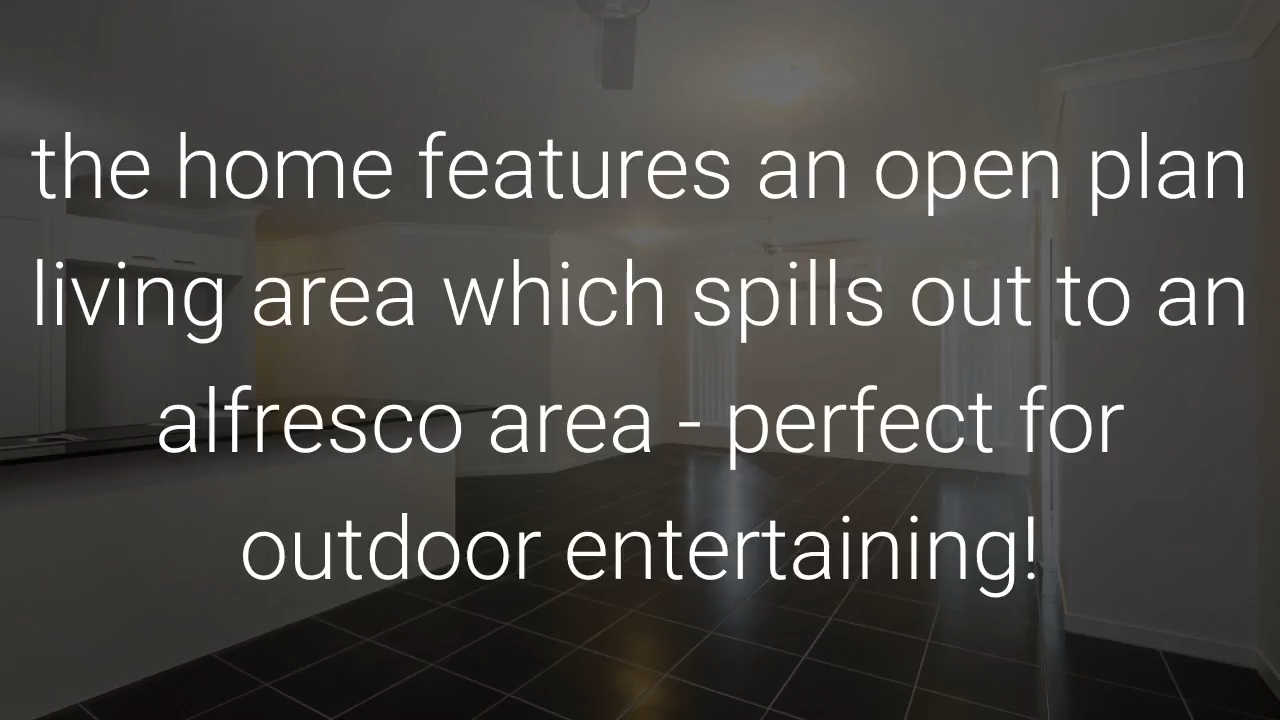 the home features an open plan
living area which spills out to an
alfresco area - perfect for
outdoor entertaining!